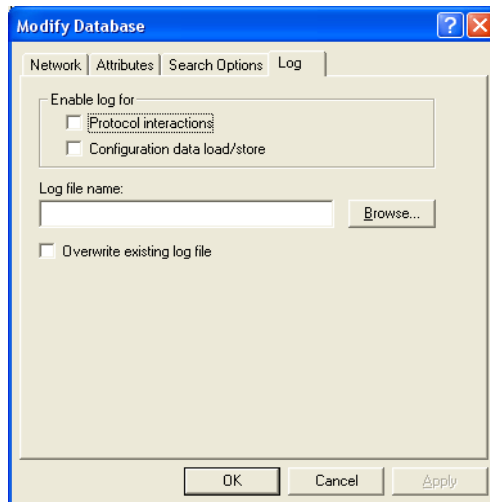 Modify Database
Network Attributes Search Options Log
Enable log for
Protocol interactions
Configuration data load/store
Log file name:
Browse...
Overwrite existing log file
OK Cancel Apply